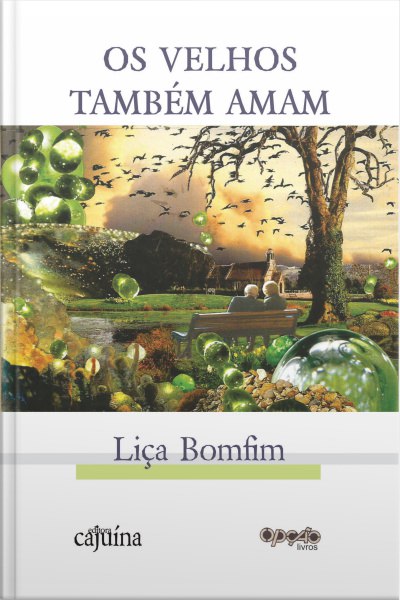 OS VELHOS
TAMBÉM AMAM
Liça Bomfim
editora
cajuína
opção
livros